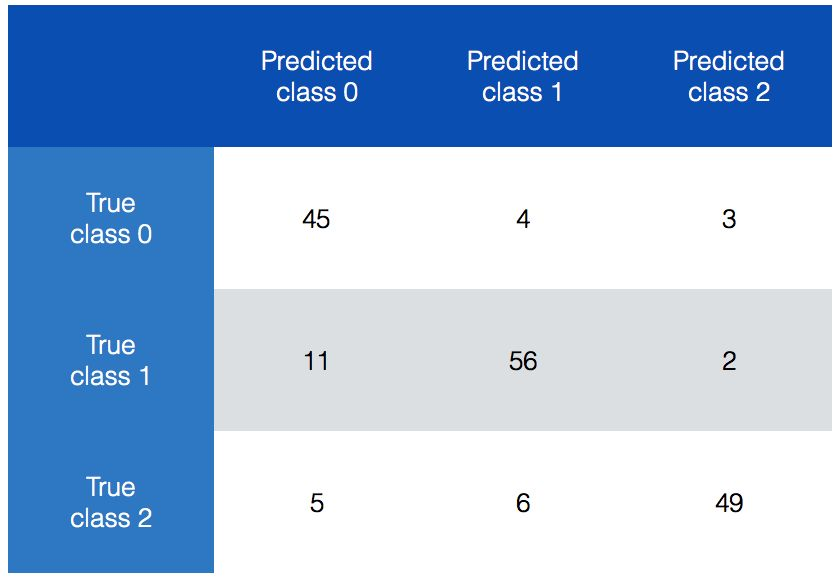 Predicted Predicted Predicted
class 0 class 1 class 2
True
class 0 45 4 3
True
class 1 11 56 2
True
class 2 5 6 49